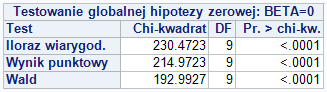 Testowanie globalnej hipotezy zerowej: BETA=0
Test Chi-kwadrat DF Pr. > chi-kw.
Iloraz wiarygod. 230.4723 9 <.0001
Wynik punktowy 214.9723 9 <.0001
Wald 192.9927 9 <.0001